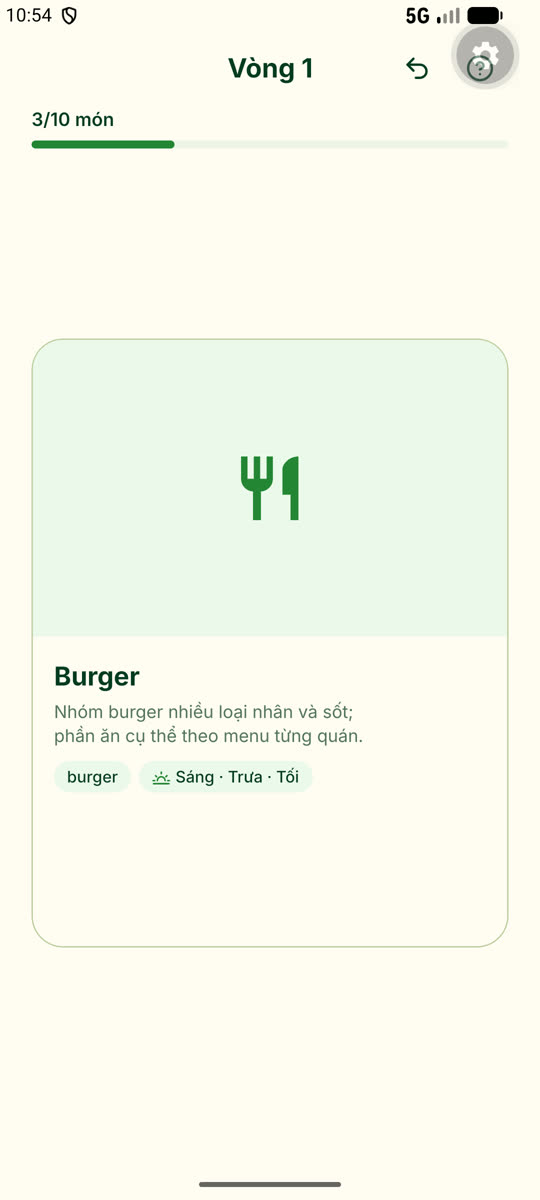 10:54
5G
Vòng 1
?
3/10 món
Burger
Nhóm burger nhiều loại nhân và sốt;
phần ăn cụ thể theo menu từng quán.
burger
Sáng · Trưa · Tối